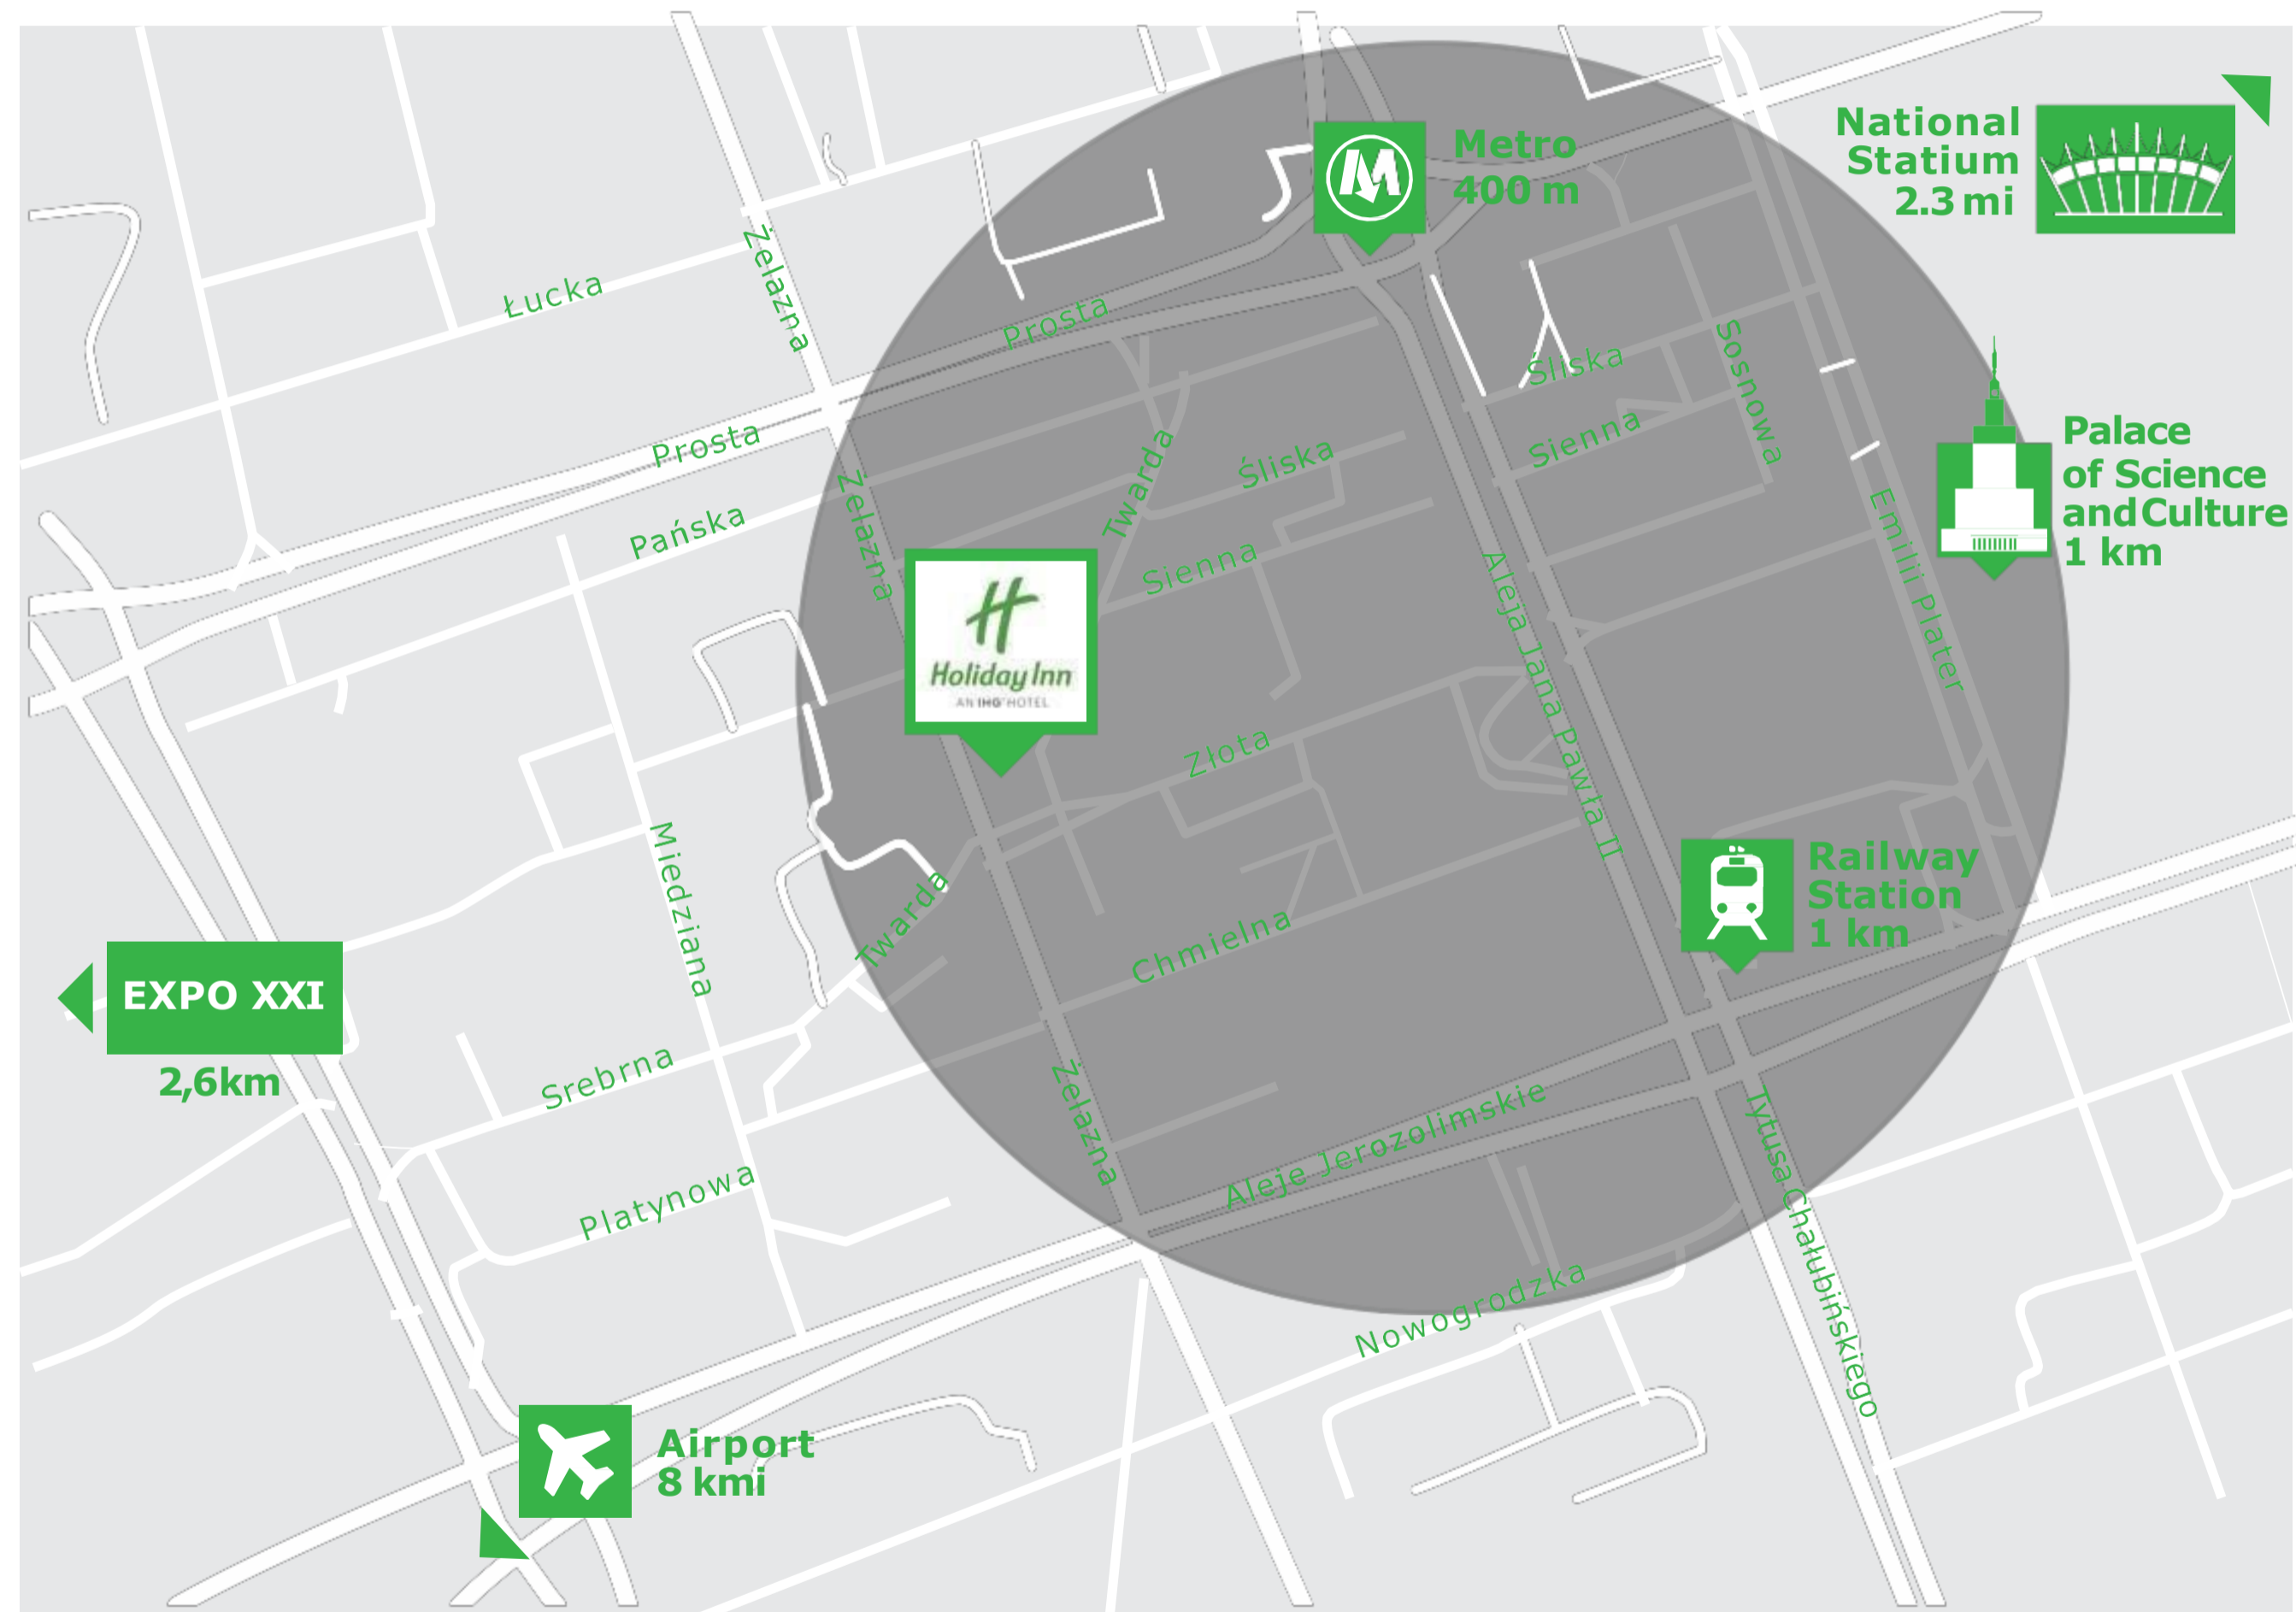 National
Statium
2.3 mi
Metro
400 m
Żelazna
Łucka
Prosta
Śliska
Sosnowa
Palace
of Science
and Culture
1 km
Prosta
Sienna
Śliska
Twarda
Żelazna
Pańska
Emilii Plater
Sienna
Aleja Jana Pawła II
Holiday Inn
AN IHG® HOTEL
Złota
Miedziana
Railway
Station
1 km
Twarda
Chmielna
EXPO XXI
2,6km
Srebrna
Żelazna
Aleje Jerozolimskie
Tytusa Chałubińskiego
Platynowa
Nowogrodzka
Airport
8 kmi